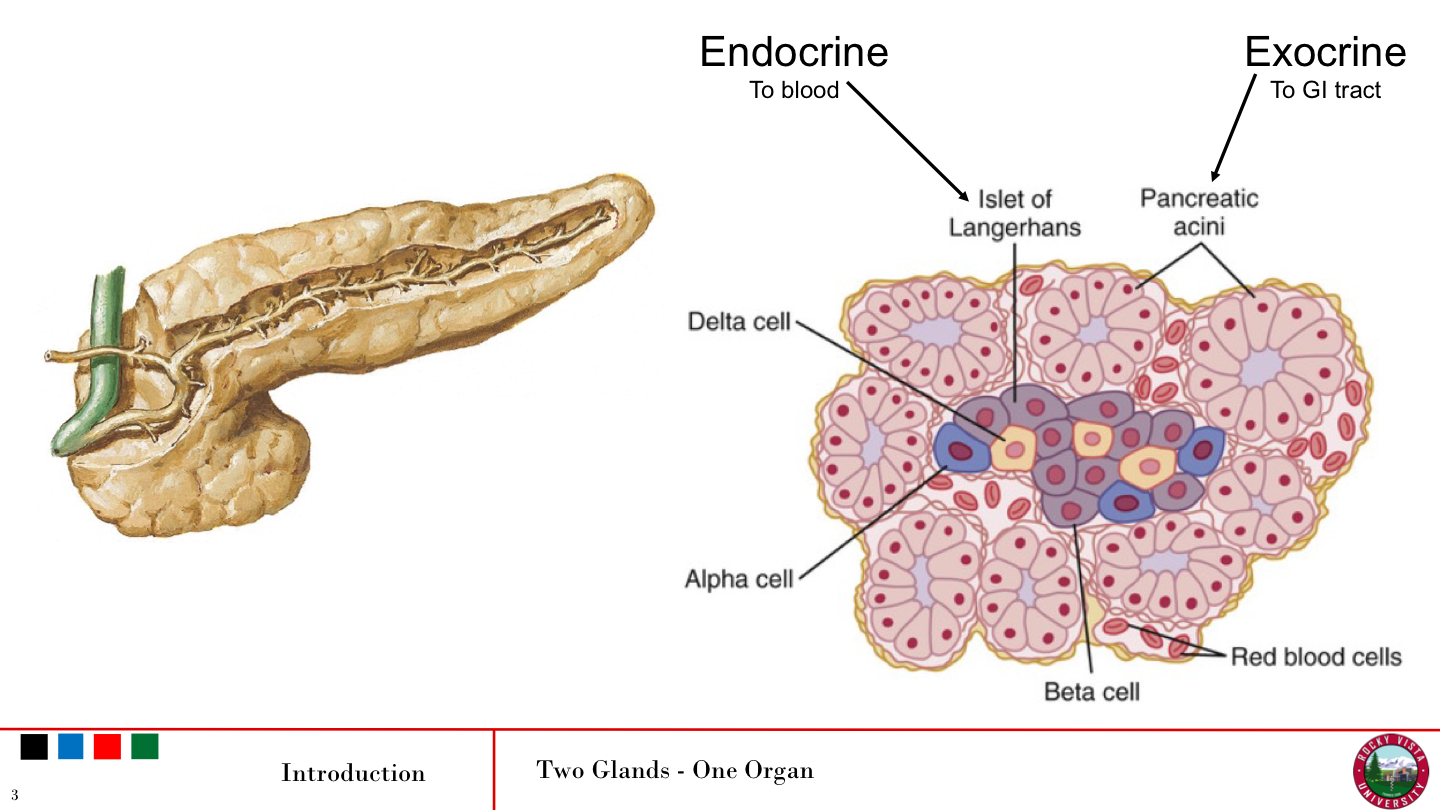 Endocrine
To blood
Exocrine
To GI tract
Islet of
Langerhans
Pancreatic
acini
Delta cell
Alpha cell
Beta cell
Red blood cells
Introduction
Two Glands - One Organ
3
ROCKY VISTA
UNIVERSITY